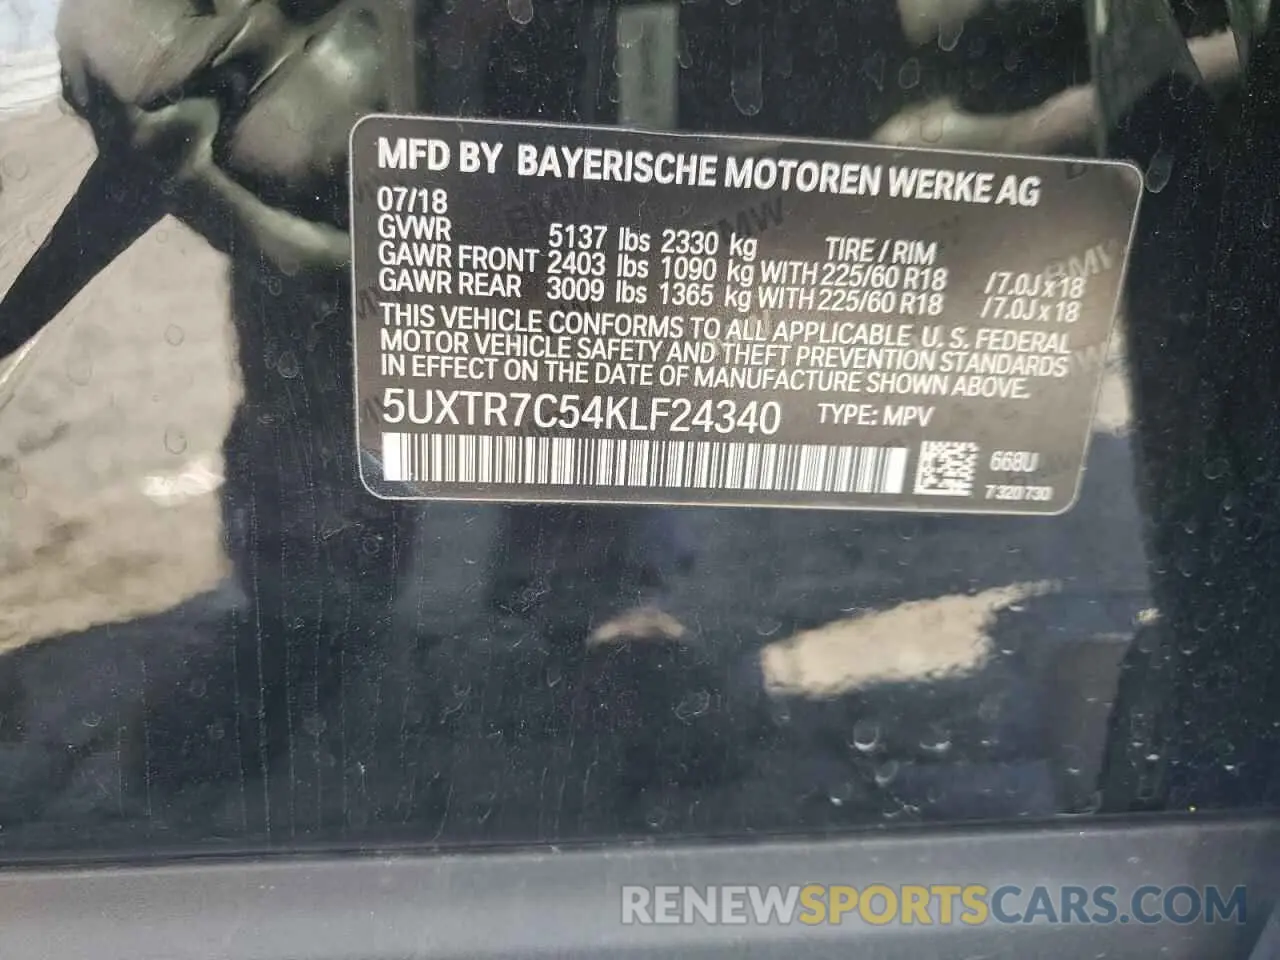 MFD BY BAYERISCHE MOTOREN WERKE AG
07/18
GVWR 5137 lbs 2330 kg TIRE / RIM
GAWR FRONT 2403 lbs 1090 kg WITH 225/60 R18 /7.0J x 18
GAWR REAR 3009 lbs 1365 kg WITH 225/60 R18 /7.0J x 18
THIS VEHICLE CONFORMS TO ALL APPLICABLE U. S. FEDERAL
MOTOR VEHICLE SAFETY AND THEFT PREVENTION STANDARDS
IN EFFECT ON THE DATE OF MANUFACTURE SHOWN ABOVE.
5UXTR7C54KLF24340 TYPE: MPV
668U
7 320 730
RENEWSPORTSCARS.COM